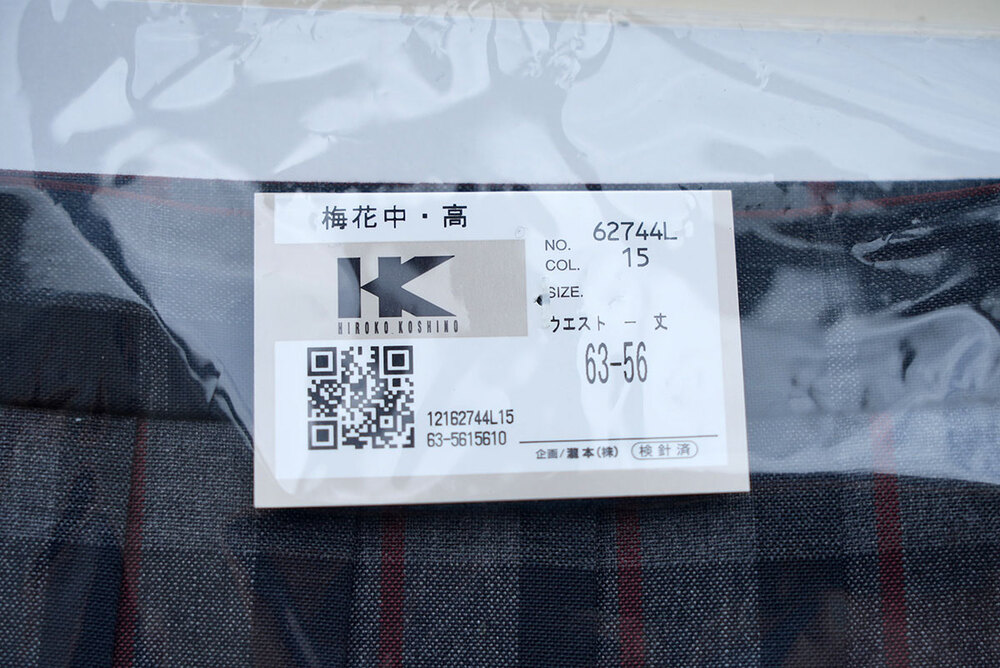 梅花中・高
HK
HIROKO KOSHINO
NO. 62744L
COL. 15
SIZE.
ウエスト － 丈
63-56
12162744L15
63-5615610
企画/瀧本(株) 検針済